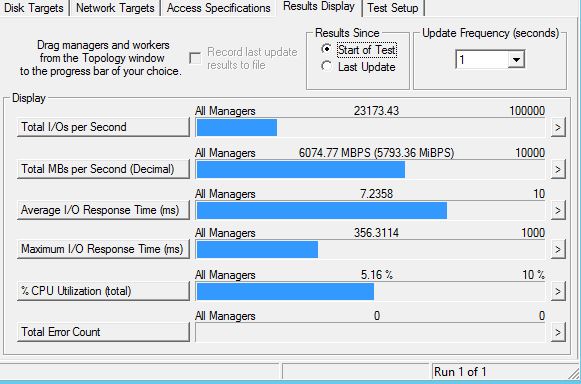 Disk Targets Network Targets Access Specifications Results Display Test Setup
Drag managers and workers
from the Topology window
to the progress bar of your choice.
Record last update
results to file
Results Since
Start of Test
Last Update
Update Frequency (seconds)
1
Display
All Managers 23173.43 100000
Total I/Os per Second >
All Managers 6074.77 MBPS (5793.36 MiBPS) 10000
Total MBs per Second (Decimal) >
All Managers 7.2358 10
Average I/O Response Time (ms) >
All Managers 356.3114 1000
Maximum I/O Response Time (ms) >
All Managers 5.16 % 10 %
% CPU Utilization (total) >
All Managers 0 0
Total Error Count >
Run 1 of 1